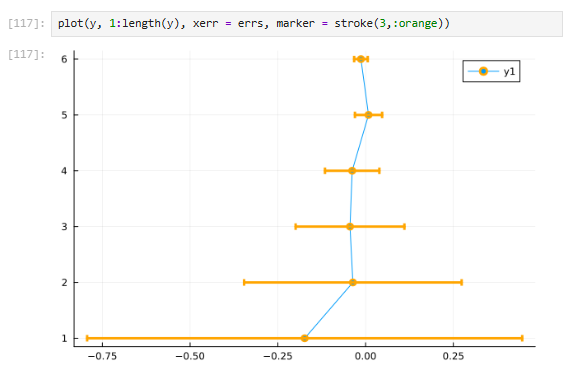 [117]: plot(y, 1:length(y), xerr = errs, marker = stroke(3,:orange))
[117]:
6
y1
5
4
3
2
1
−0.75 −0.50 −0.25 0.00 0.25